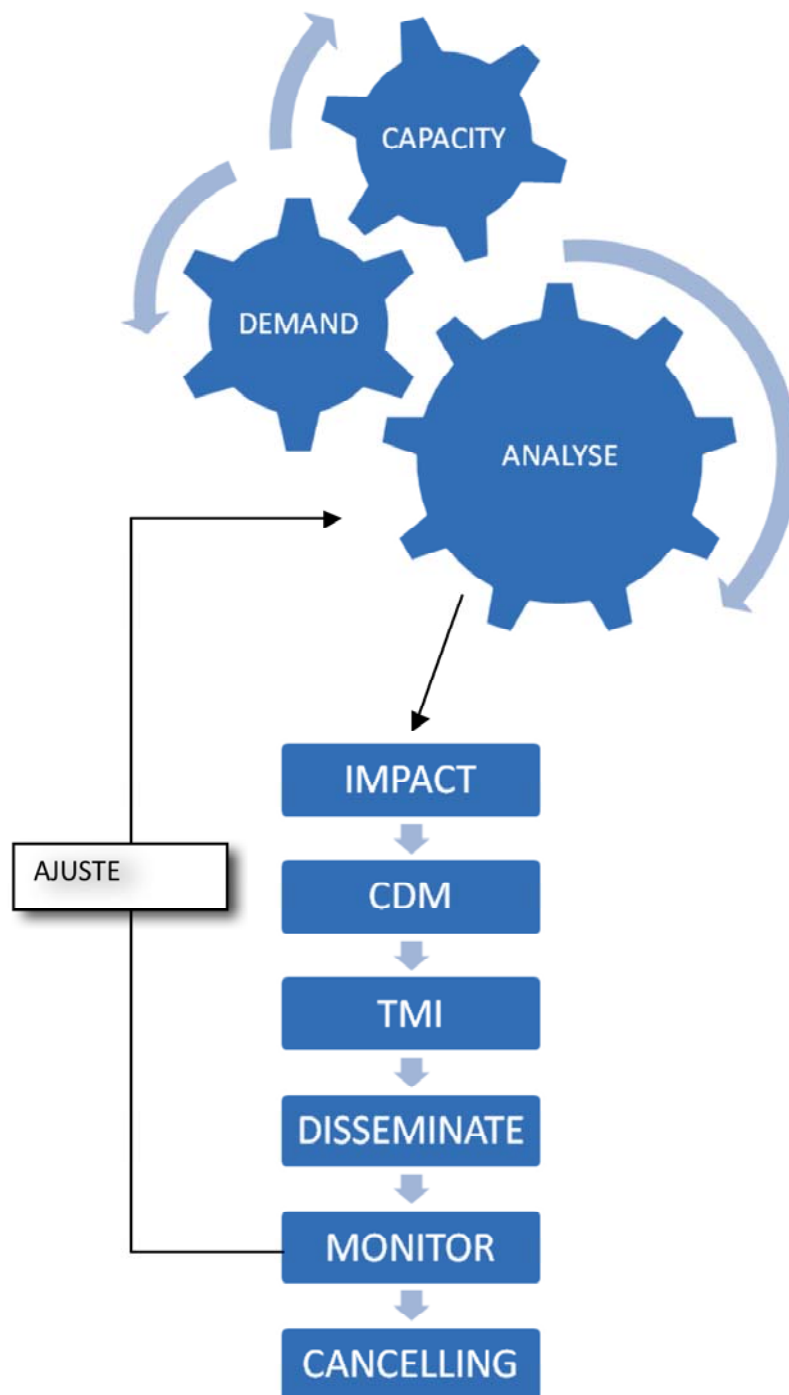 CAPACITY
DEMAND
ANALYSE
IMPACT
AJUSTE
CDM
TMI
DISSEMINATE
MONITOR
CANCELLING